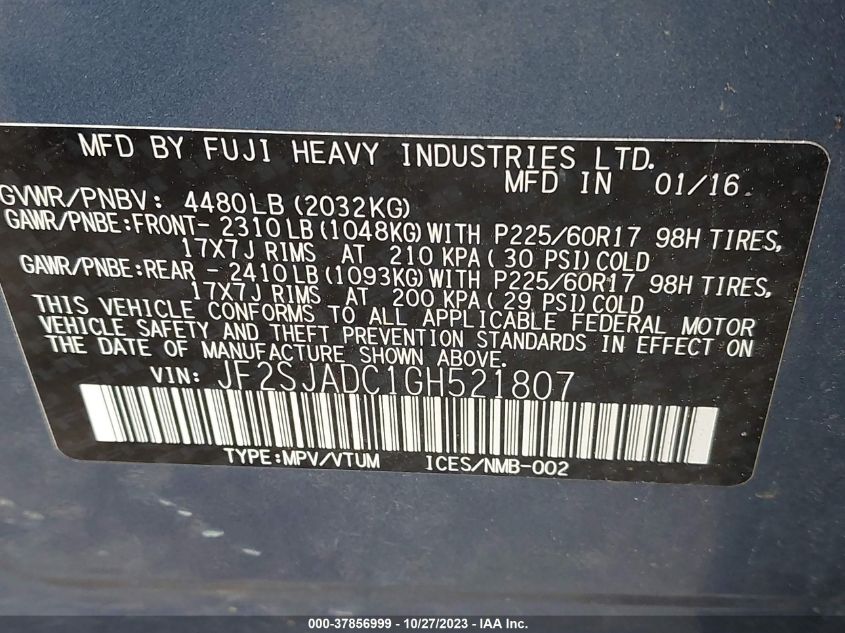 MFD BY FUJI HEAVY INDUSTRIES LTD.
MFD IN 01/16
GVWR/PNBV: 4480LB (2032KG)
GAWR/PNBE:FRONT- 2310LB (1048KG) WITH P225/60R17 98H TIRES,
17X7J RIMS AT 210 KPA ( 30 PSI) COLD
GAWR/PNBE:REAR - 2410LB (1093KG) WITH P225/60R17 98H TIRES,
17X7J RIMS AT 200 KPA ( 29 PSI) COLD
THIS VEHICLE CONFORMS TO ALL APPLICABLE FEDERAL MOTOR
VEHICLE SAFETY AND THEFT PREVENTION STANDARDS IN EFFECT ON
THE DATE OF MANUFACTURE SHOWN ABOVE.
VIN: JF2SJADC1GH521807
TYPE:MPV/VTUM ICES/NMB-002
000-37856999 - 10/27/2023 - IAA Inc.